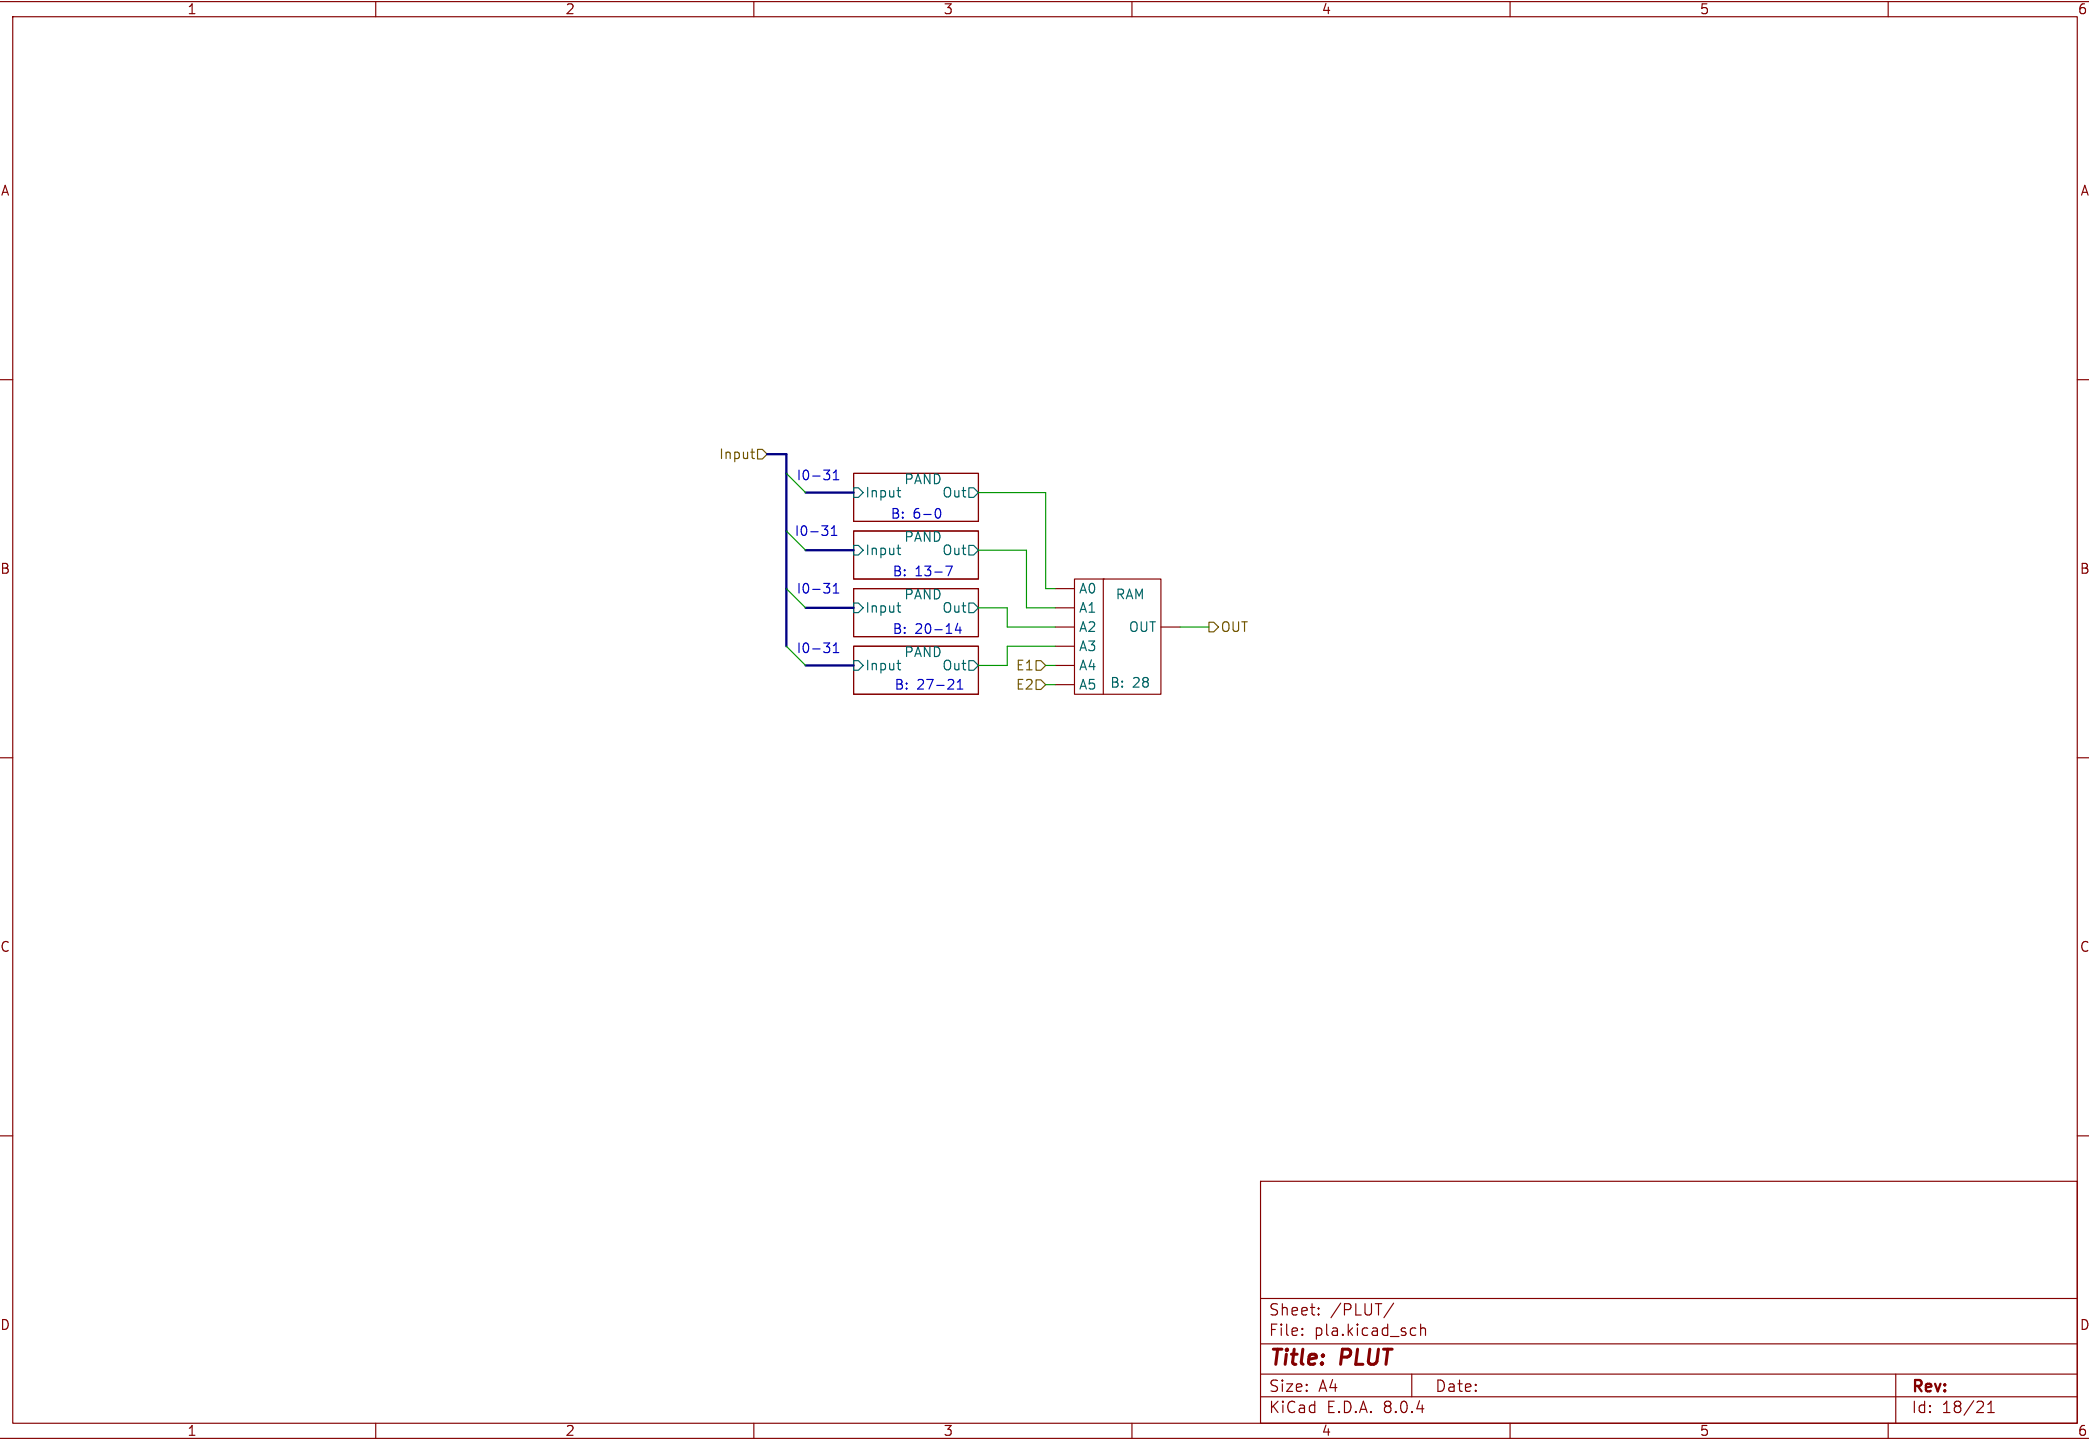 1 2 3 4 5 6
A A
Input
I0-31 PAND
Input Out
B: 6-0
I0-31 PAND
Input Out
B: 13-7
B B
I0-31 PAND
Input Out
B: 20-14
I0-31 PAND
Input Out
B: 27-21
A0 RAM
A1
A2 OUT OUT
A3
E1 A4
E2 A5 B: 28
C C
Sheet: /PLUT/
File: pla.kicad_sch
D D
Title: PLUT
Size: A4 Date: Rev:
KiCad E.D.A. 8.0.4 Id: 18/21
1 2 3 4 5 6